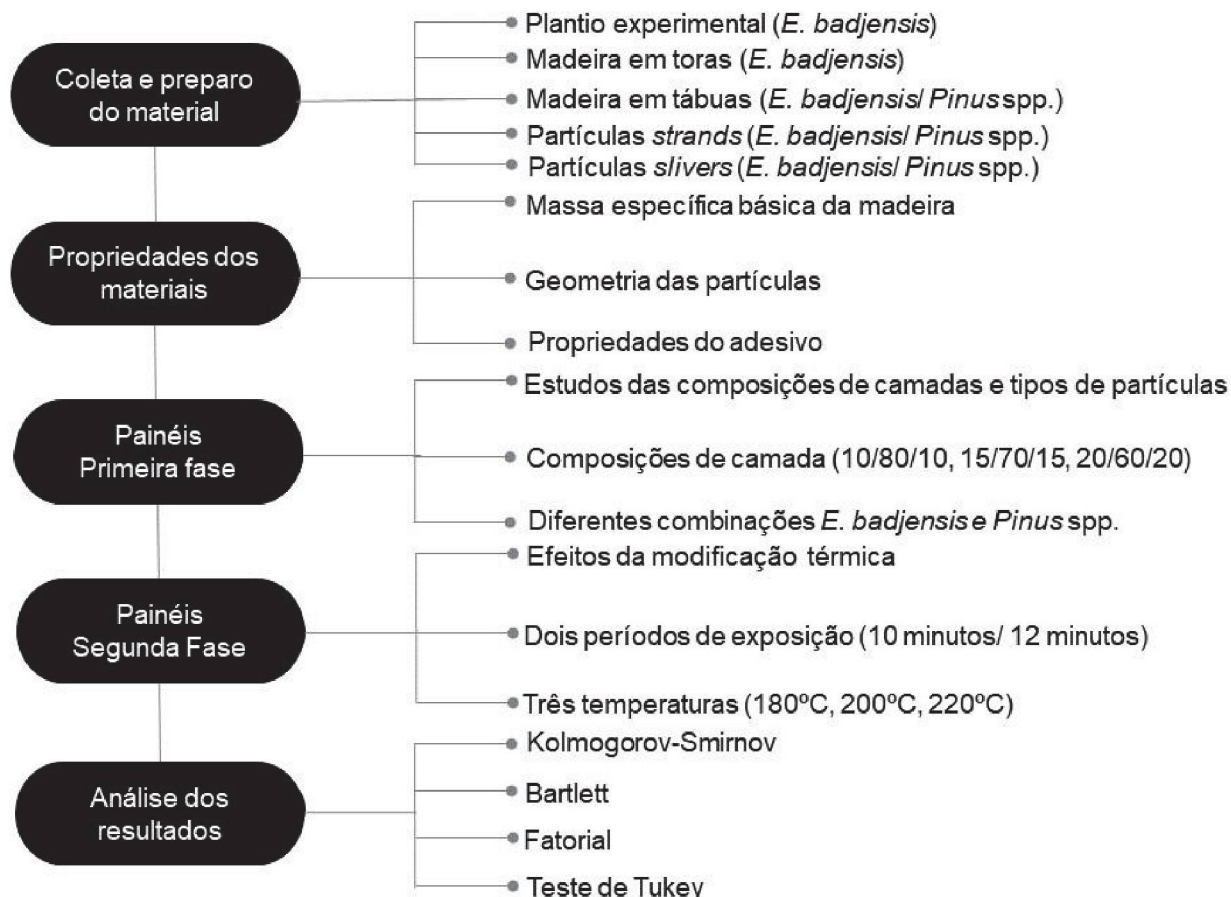 Coleta e preparo
do material
Plantio experimental (E. badjensis)
Madeira em toras (E. badjensis)
Madeira em tábuas (E. badjensis/ Pinus spp.)
Partículas strands (E. badjensis/ Pinus spp.)
Partículas slivers (E. badjensis/ Pinus spp.)
Propriedades dos
materiais
Massa específica básica da madeira
Geometria das partículas
Propriedades do adesivo
Painéis
Primeira fase
Estudos das composições de camadas e tipos de partículas
Composições de camada (10/80/10, 15/70/15, 20/60/20)
Diferentes combinações E. badjensis e Pinus spp.
Painéis
Segunda Fase
Efeitos da modificação térmica
Dois períodos de exposição (10 minutos/ 12 minutos)
Três temperaturas (180ºC, 200ºC, 220ºC)
Análise dos
resultados
Kolmogorov-Smirnov
Bartlett
Fatorial
Teste de Tukey